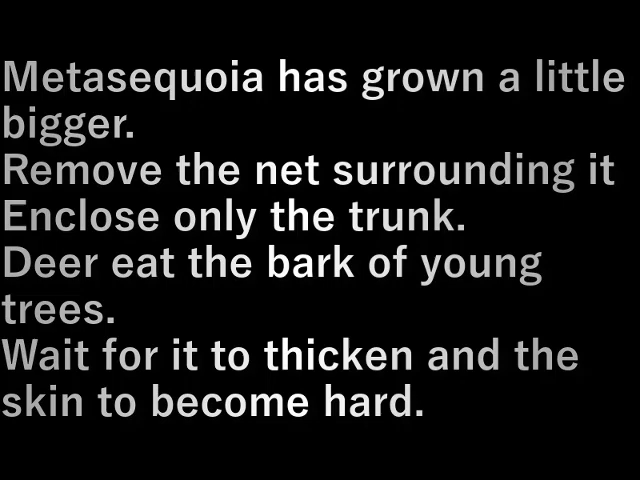 Metasequoia has grown a little
bigger.
Remove the net surrounding it
Enclose only the trunk.
Deer eat the bark of young
trees.
Wait for it to thicken and the
skin to become hard.